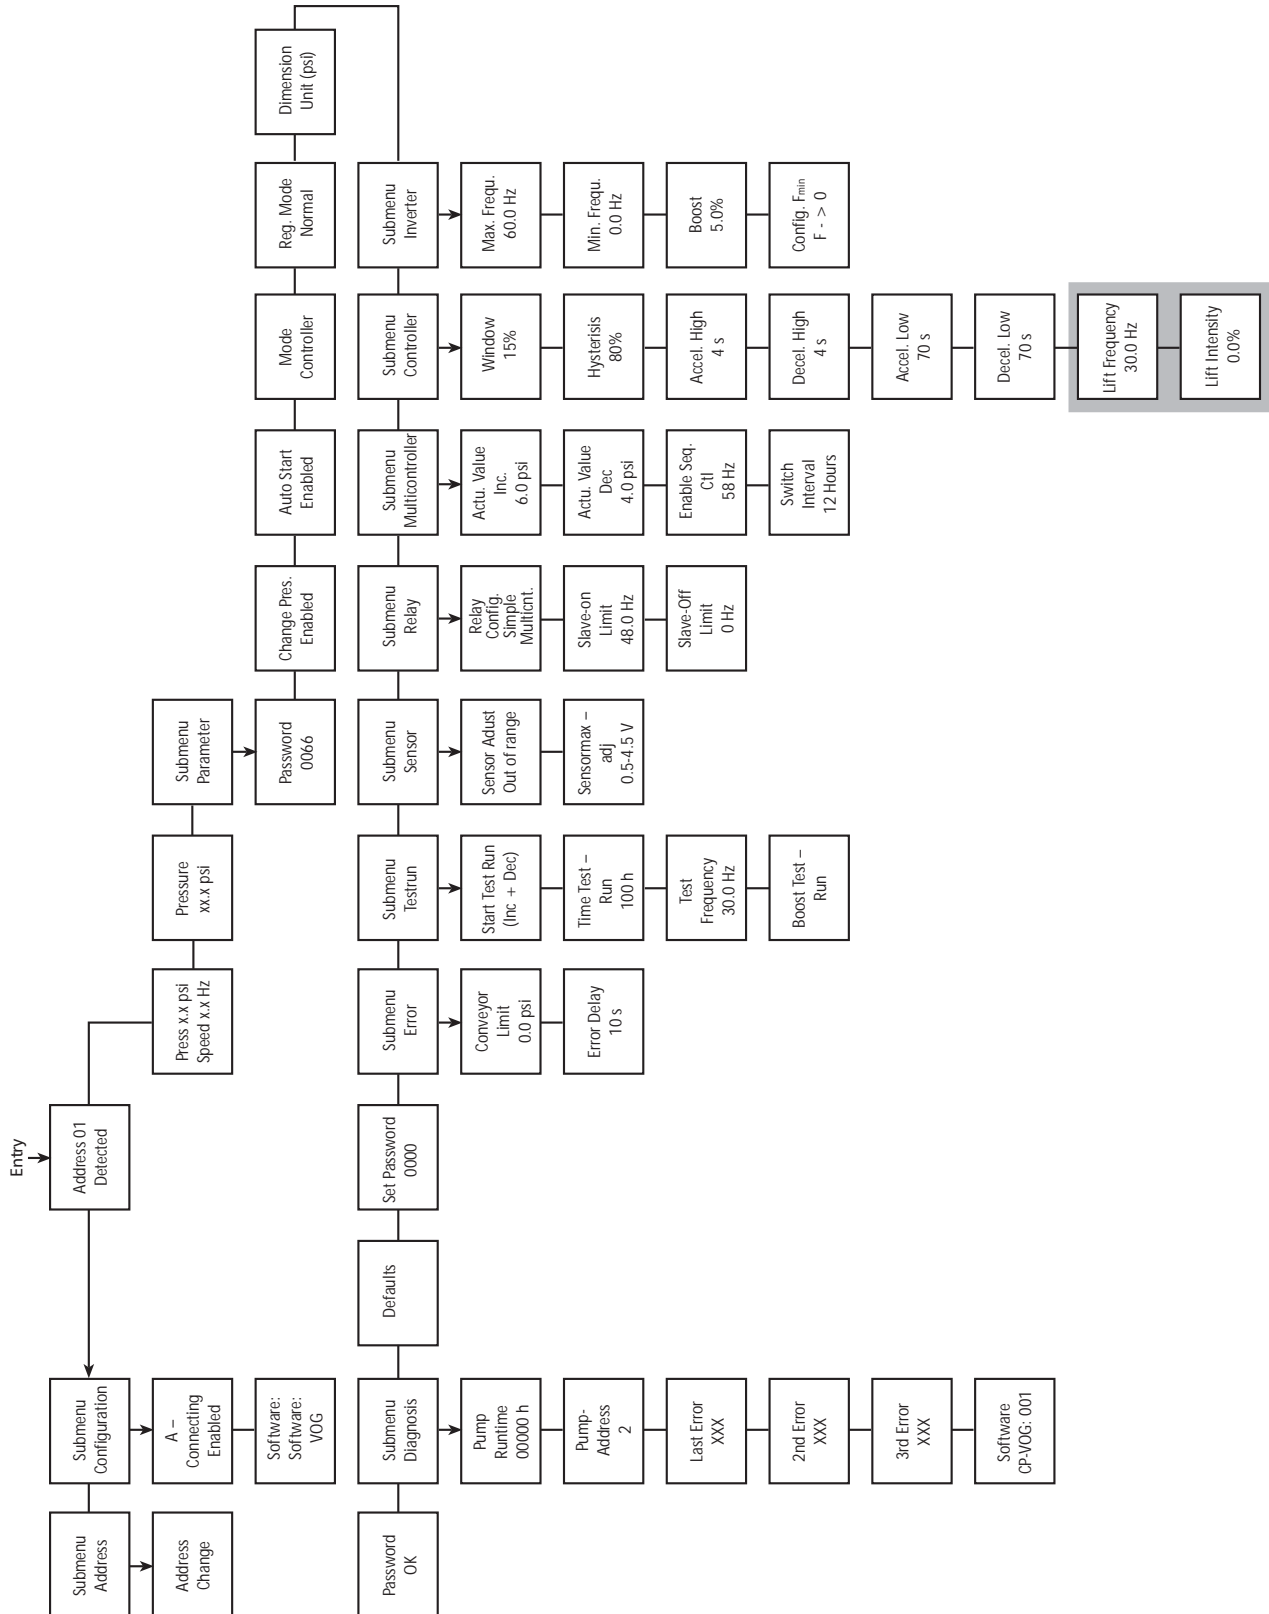 Entry
Submenu
Address
Address
Change
Submenu
Configuration
A –
Connecting
Enabled
Software:
Software:
VOG
Address 01
Detected
Press x.x psi
Speed x.x Hz
Pressure
xx.x psi
Submenu
Parameter
Password
0066
Change Pres.
Enabled
Auto Start
Enabled
Mode
Controller
Reg. Mode
Normal
Dimension
Unit (psi)
Password
OK
Submenu
Diagnosis
Pump
Runtime
00000 h
Pump-
Address
2
Last Error
XXX
2nd Error
XXX
3rd Error
XXX
Software
CP-VOG: 001
Defaults
Set Password
0000
Submenu
Error
Conveyor
Limit
0.0 psi
Error Delay
10 s
Submenu
Testrun
Start Test Run
(Inc + Dec)
Time Test –
Run
100 h
Test
Frequency
30.0 Hz
Boost Test –
Run
Submenu
Sensor
Sensor Adust
Out of range
Sensormax –
adj
0.5-4.5 V
Submenu
Relay
Relay
Config.
Simple
Multicnt.
Slave-on
Limit
48.0 Hz
Slave-Off
Limit
0 Hz
Submenu
Multicontroller
Actu. Value
Inc.
6.0 psi
Actu. Value
Dec
4.0 psi
Enable Seq.
Ctl
58 Hz
Switch
Interval
12 Hours
Submenu
Controller
Window
15%
Hysterisis
80%
Accel. High
4 s
Decel. High
4 s
Accel. Low
70 s
Decel. Low
70 s
Lift Frequency
30.0 Hz
Lift Intensity
0.0%
Submenu
Inverter
Max. Frequ.
60.0 Hz
Min. Frequ.
0.0 Hz
Boost
5.0%
Config. Fmin
F - > 0